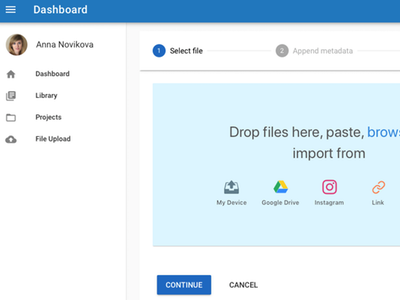 Dashboard
Anna Novikova
Dashboard
Library
Projects
File Upload
1 Select file
2 Append metadata
Drop files here, paste, brows
import from
My Device
Google Drive
Instagram
Link
CONTINUE
CANCEL